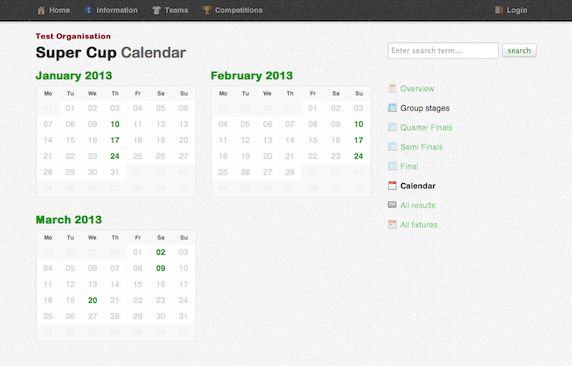 Home Information Teams Competitions Login
Test Organisation
Super Cup Calendar
Enter search term... search
January 2013
Mo Tu We Th Fr Sa Su
31 01 02 03 04 05 06
07 08 09 10 11 12 13
14 15 16 17 18 19 20
21 22 23 24 25 26 27
28 29 30 31 01 02 03
04 05 06 07 08 09 10
February 2013
Mo Tu We Th Fr Sa Su
28 29 30 31 01 02 03
04 05 06 07 08 09 10
11 12 13 14 15 16 17
18 19 20 21 22 23 24
25 26 27 28 01 02 03
04 05 06 07 08 09 10
March 2013
Mo Tu We Th Fr Sa Su
25 26 27 28 01 02 03
04 05 06 07 08 09 10
11 12 13 14 15 16 17
18 19 20 21 22 23 24
25 26 27 28 29 30 31
01 02 03 04 05 06 07
Overview
Group stages
Quarter Finals
Semi Finals
Final
Calendar
All results
All fixtures